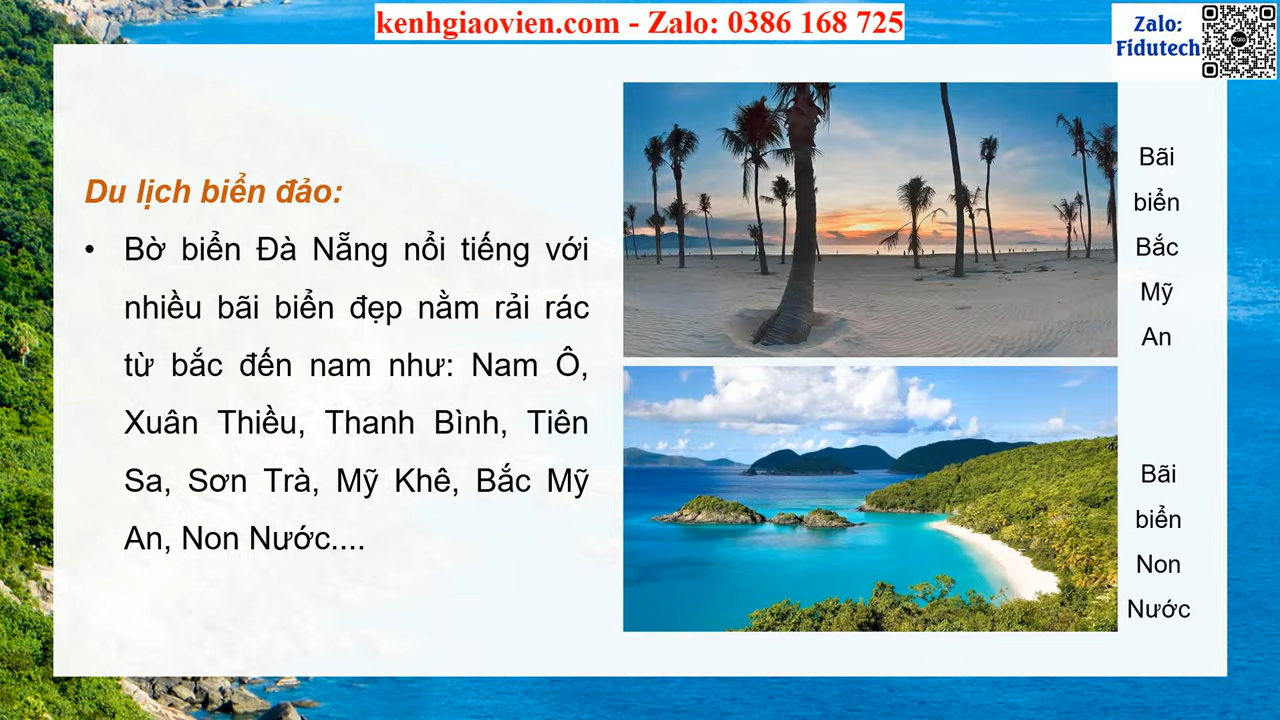 kenhgiaovien.com - Zalo: 0386 168 725
Zalo:
Fidutech
Zalo
Du lịch biển đảo:
• Bờ biển Đà Nẵng nổi tiếng với
nhiều bãi biển đẹp nằm rải rác
từ bắc đến nam như: Nam Ô,
Xuân Thiều, Thanh Bình, Tiên
Sa, Sơn Trà, Mỹ Khê, Bắc Mỹ
An, Non Nước....
Bãi
biển
Bắc
Mỹ
An
Bãi
biển
Non
Nước